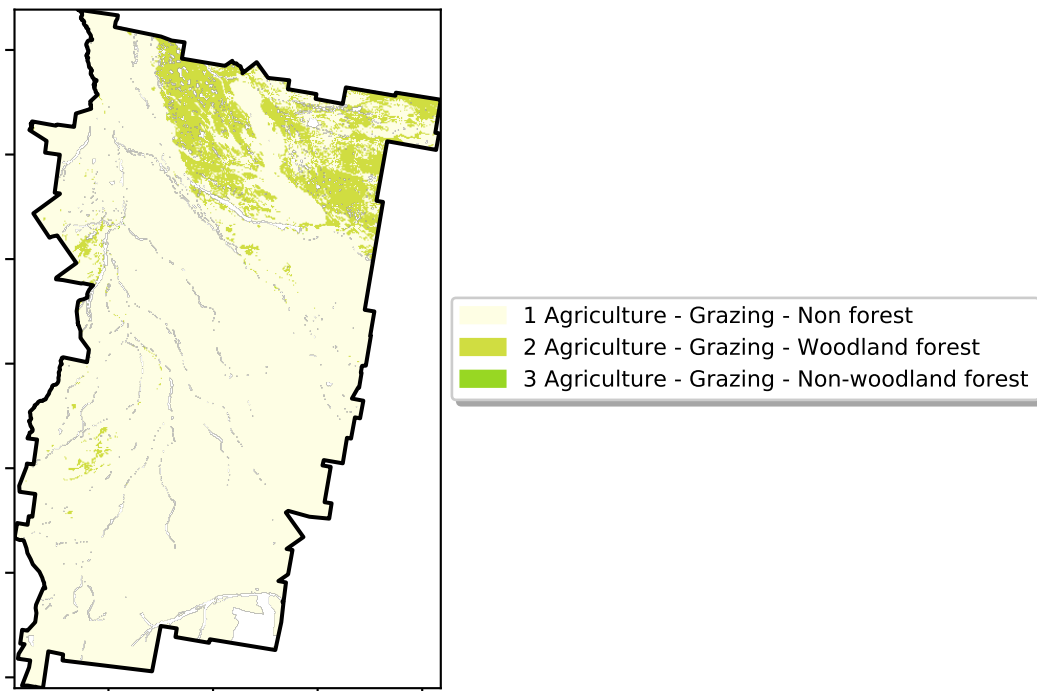 1 Agriculture - Grazing - Non forest
2 Agriculture - Grazing - Woodland forest
3 Agriculture - Grazing - Non-woodland forest